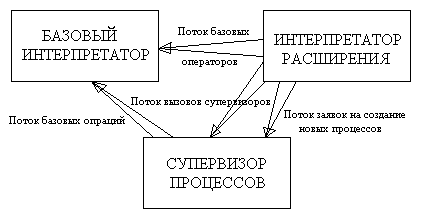 БАЗОВЫЙ
ИНТЕРПРЕТАТОР
Поток базовых
операторов
ИНТЕРПРЕТАТОР
РАСШИРЕНИЯ
Поток вызовов супервизоров
Поток базовых опраций
Поток заявок на создание
новых процессов
СУПЕРВИЗОР
ПРОЦЕССОВ